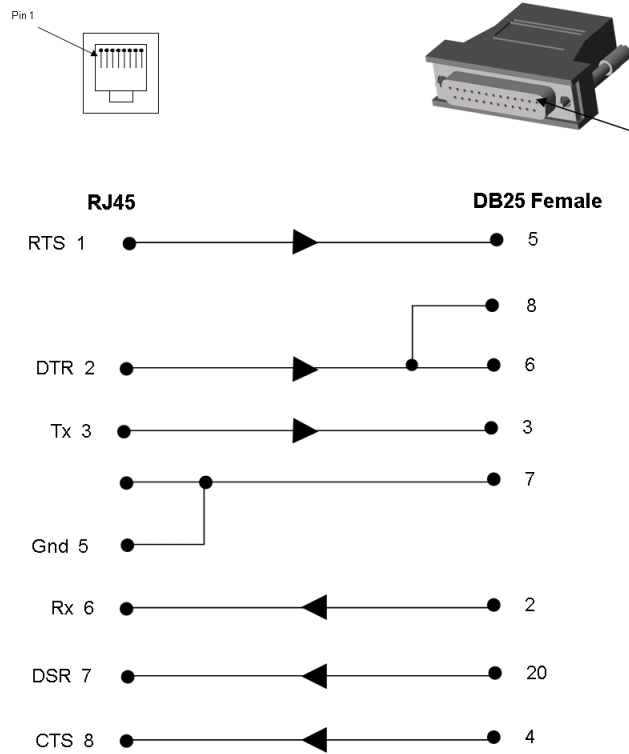 Pin 1
RJ45 DB25 Female
RTS 1 5
8
DTR 2 6
Tx 3 3
7
Gnd 5
Rx 6 2
DSR 7 20
CTS 8 4